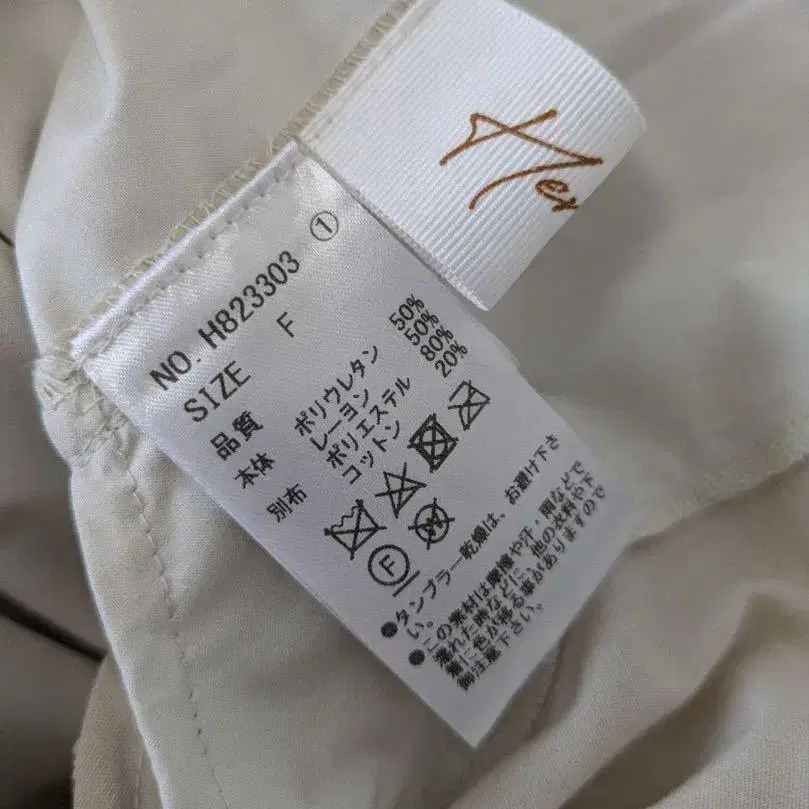 Her
NO. H823303 ①
SIZE F
品質
本体 ポリウレタン 50%
レーヨン 50%
別布 ポリエステル 80%
コットン 20%
F
●タンブラー乾燥は、お避け下さ
い。
●この素材は摩擦や汗・雨などで
濡れた時などに、他の衣料や下
着に色が移る事がありますので
御注意下さい。